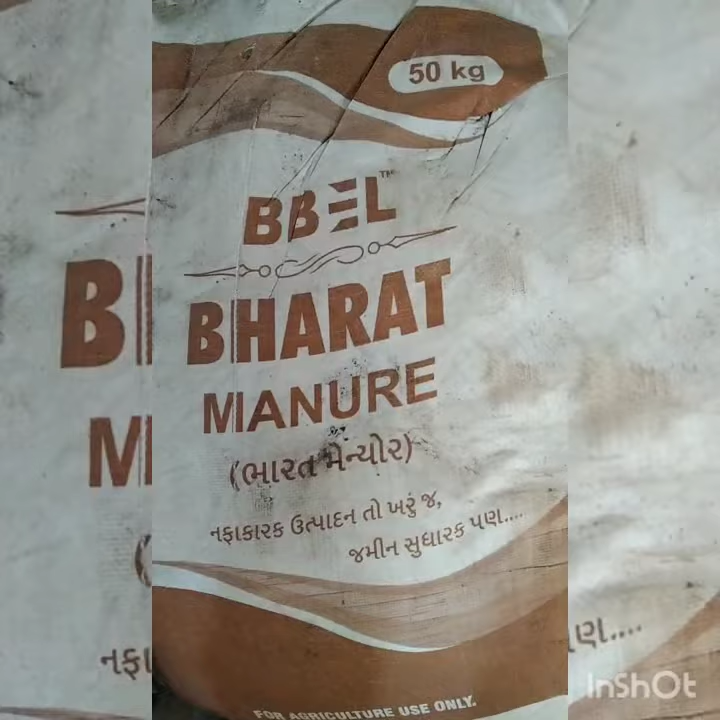 50 kg
BBEL™
BHARAT
MANURE
(ભારત મેન્યોર)
નફાકારક ઉત્પાદન તો ખરું જ,
જમીન સુધારક પણ....
FOR AGRICULTURE USE ONLY.
InShOt